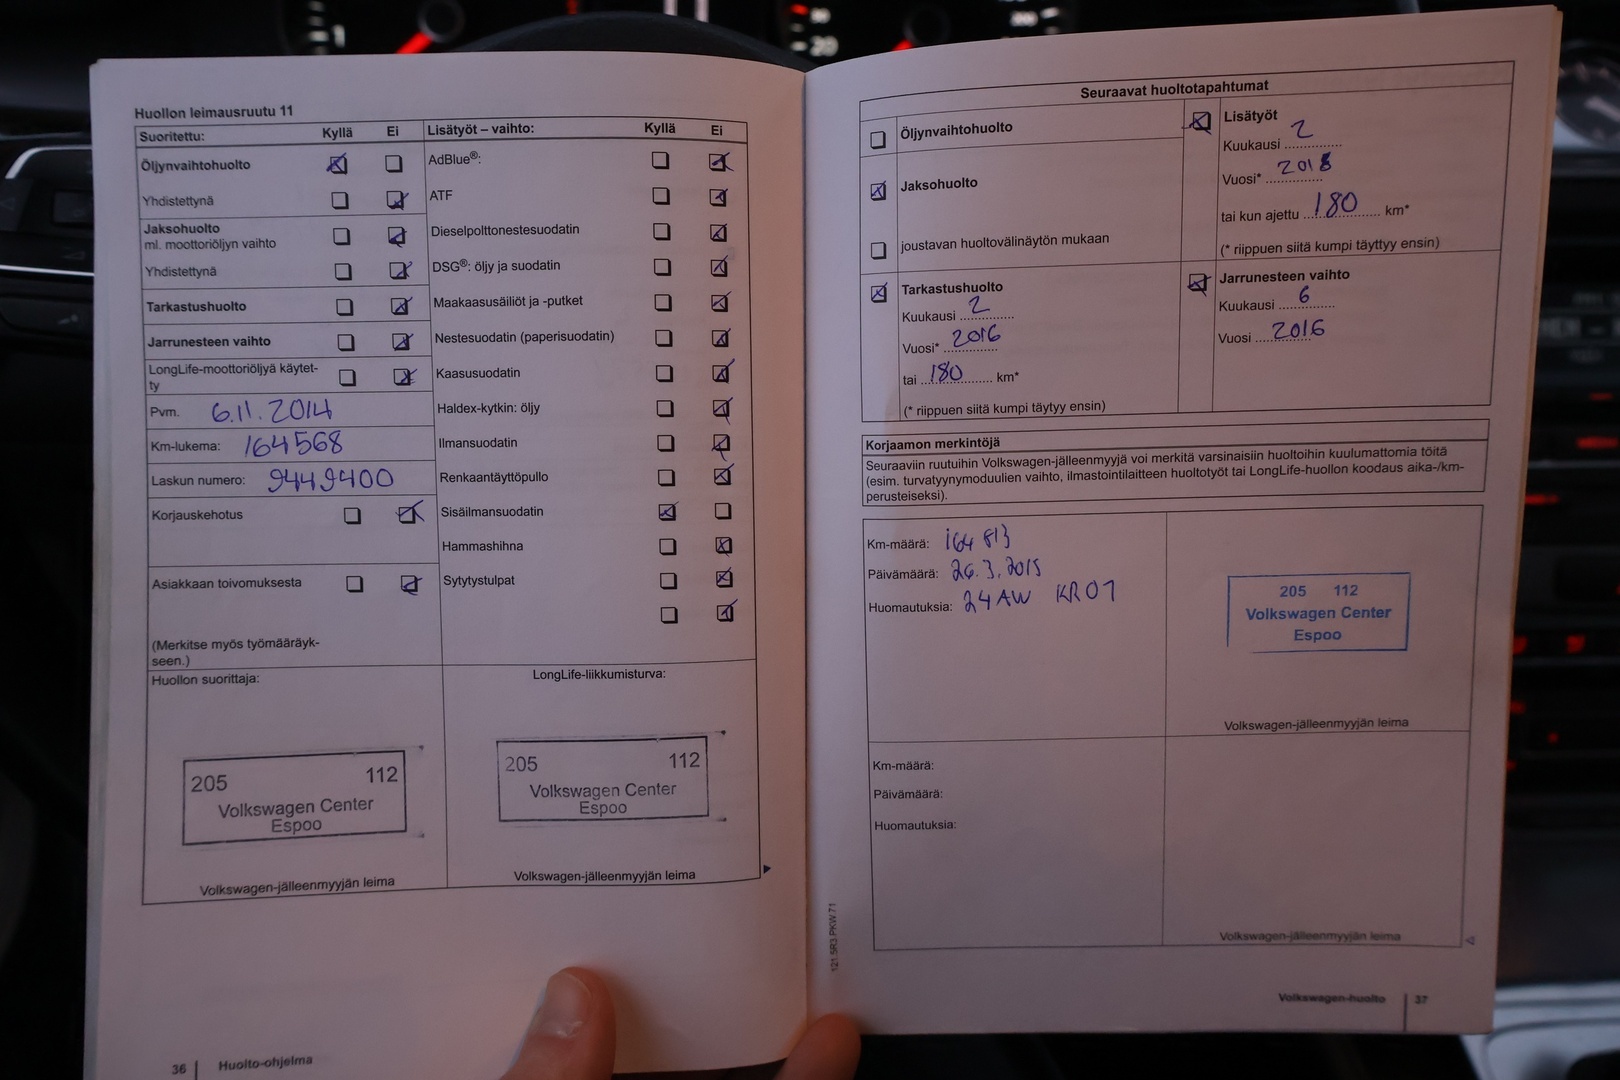 Huollon leimausruutu 11
Suoritettu: Kyllä Ei
Öljynvaihtohuolto
Yhdistettynä
Jaksohuolto
ml. moottoriöljyn vaihto
Yhdistettynä
Tarkastushuolto
Jarrunesteen vaihto
LongLife-moottoriöljyä käytet-
ty
Pvm. 6.11.2014
Km-lukema: 164568
Laskun numero: 9449400
Korjauskehotus
Asiakkaan toivomuksesta
(Merkitse myös työmääräyk-
seen.)
Lisätyöt – vaihto: Kyllä Ei
AdBlue®:
ATF
Dieselpolttonestesuodatin
DSG®: öljy ja suodatin
Maakaasusäiliöt ja -putket
Nestesuodatin (paperisuodatin)
Kaasusuodatin
Haldex-kytkin: öljy
Ilmansuodatin
Renkaantäyttöpullo
Sisäilmansuodatin
Hammashihna
Sytytystulpat
Huollon suorittaja:
205 112
Volkswagen Center
Espoo
Volkswagen-jälleenmyyjän leima
LongLife-liikkumisturva:
205 112
Volkswagen Center
Espoo
Volkswagen-jälleenmyyjän leima
36 Huolto-ohjelma
Seuraavat huoltotapahtumat
Öljynvaihtohuolto
Jaksohuolto
joustavan huoltovälinäytön mukaan
Lisätyöt
Kuukausi 2
Vuosi* 2018
tai kun ajettu 180 km*
(* riippuen siitä kumpi täyttyy ensin)
Tarkastushuolto
Kuukausi 2
Vuosi* 2016
tai 180 km*
(* riippuen siitä kumpi täytyy ensin)
Jarrunesteen vaihto
Kuukausi 6
Vuosi 2016
Korjaamon merkintöjä
Seuraaviin ruutuihin Volkswagen-jälleenmyyjä voi merkitä varsinaisiin huoltoihin kuulumattomia töitä
(esim. turvatyynymoduulien vaihto, ilmastointilaitteen huoltotyöt tai LongLife-huollon koodaus aika-/km-
perusteiseksi).
Km-määrä: 164 813
Päivämäärä: 26.3.2015
Huomautuksia: 24AW KR07
205 112
Volkswagen Center
Espoo
Volkswagen-jälleenmyyjän leima
Km-määrä:
Päivämäärä:
Huomautuksia:
Volkswagen-jälleenmyyjän leima
121.5R3.PKW.71
Volkswagen-huolto 37